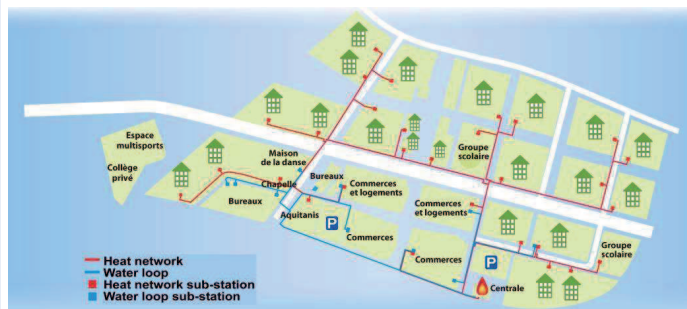 Espace
multisports
Collège
privé
Maison
de la danse
Chapelle
Bureaux
Bureaux
Aquitanis
P
Commerces
et logements
Commerces
Groupe
scolaire
Commerces
et logements
Commerces
P
Centrale
Groupe
scolaire
Heat network
Water loop
Heat network sub-station
Water loop sub-station